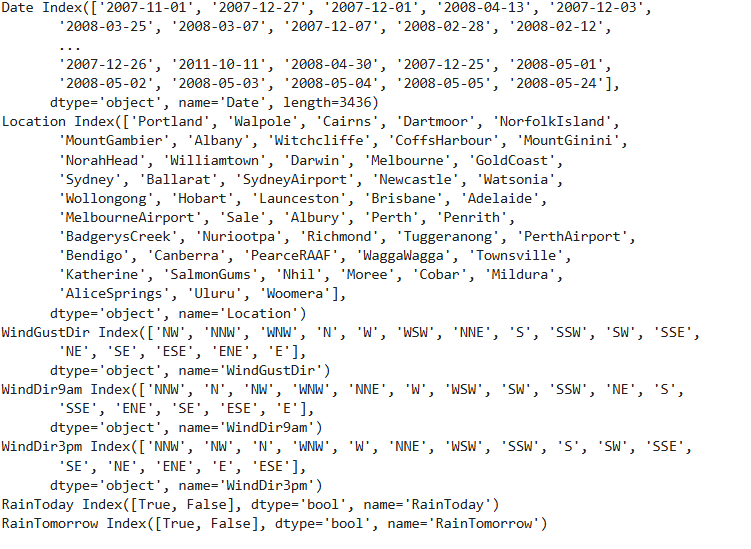 Date Index(['2007-11-01', '2007-12-27', '2007-12-01', '2008-04-13', '2007-12-03',
'2008-03-25', '2008-03-07', '2007-12-07', '2008-02-28', '2008-02-12',
...
'2007-12-26', '2011-10-11', '2008-04-30', '2007-12-25', '2008-05-01',
'2008-05-02', '2008-05-03', '2008-05-04', '2008-05-05', '2008-05-24'],
dtype='object', name='Date', length=3436)
Location Index(['Portland', 'Walpole', 'Cairns', 'Dartmoor', 'NorfolkIsland',
'MountGambier', 'Albany', 'Witchcliffe', 'CoffsHarbour', 'MountGinini',
'NorahHead', 'Williamtown', 'Darwin', 'Melbourne', 'GoldCoast',
'Sydney', 'Ballarat', 'SydneyAirport', 'Newcastle', 'Watsonia',
'Wollongong', 'Hobart', 'Launceston', 'Brisbane', 'Adelaide',
'MelbourneAirport', 'Sale', 'Albury', 'Perth', 'Penrith',
'BadgerysCreek', 'Nuriootpa', 'Richmond', 'Tuggeranong', 'PerthAirport',
'Bendigo', 'Canberra', 'PearceRAAF', 'WaggaWagga', 'Townsville',
'Katherine', 'SalmonGums', 'Nhil', 'Moree', 'Cobar', 'Mildura',
'AliceSprings', 'Uluru', 'Woomera'],
dtype='object', name='Location')
WindGustDir Index(['NW', 'NNW', 'WNW', 'N', 'W', 'WSW', 'NNE', 'S', 'SSW', 'SW', 'SSE',
'NE', 'SE', 'ESE', 'ENE', 'E'],
dtype='object', name='WindGustDir')
WindDir9am Index(['NNW', 'N', 'NW', 'WNW', 'NNE', 'W', 'WSW', 'SW', 'SSW', 'NE', 'S',
'SSE', 'ENE', 'SE', 'ESE', 'E'],
dtype='object', name='WindDir9am')
WindDir3pm Index(['NNW', 'NW', 'N', 'WNW', 'W', 'NNE', 'WSW', 'SSW', 'S', 'SW', 'SSE',
'SE', 'NE', 'ENE', 'E', 'ESE'],
dtype='object', name='WindDir3pm')
RainToday Index([True, False], dtype='bool', name='RainToday')
RainTomorrow Index([True, False], dtype='bool', name='RainTomorrow')